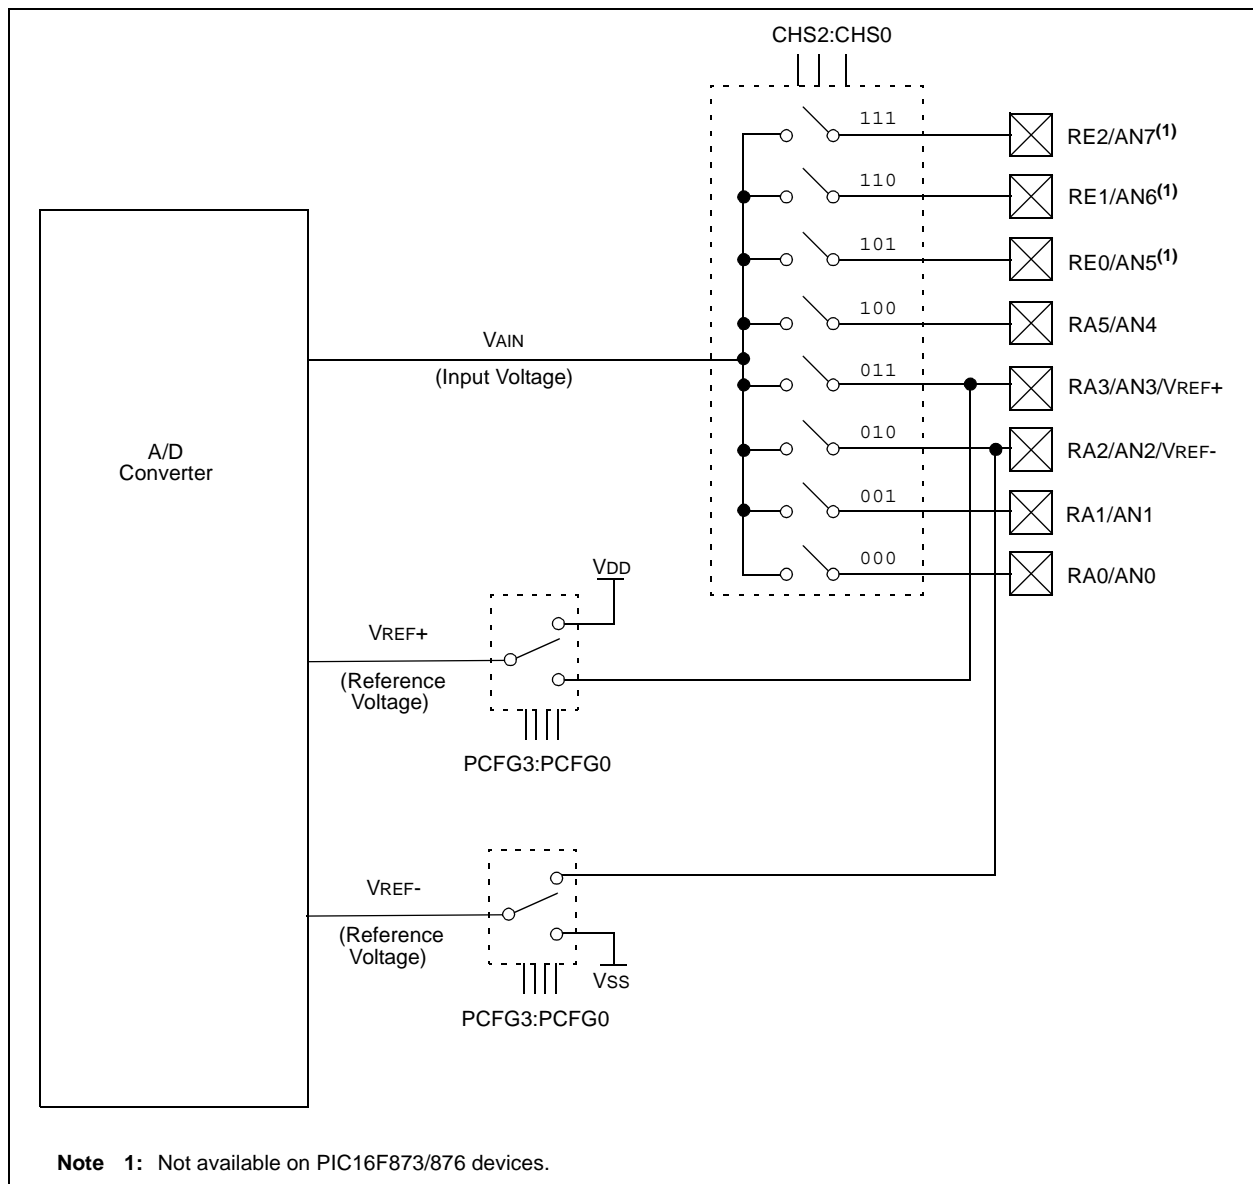 CHS2:CHS0
111
RE2/AN7(1)
110
RE1/AN6(1)
101
RE0/AN5(1)
100
RA5/AN4
VAIN
(Input Voltage)
011
RA3/AN3/VREF+
A/D
Converter
010
RA2/AN2/VREF-
001
RA1/AN1
000
RA0/AN0
VDD
VREF+
(Reference
Voltage)
PCFG3:PCFG0
VREF-
(Reference
Voltage)
VSS
PCFG3:PCFG0
Note 1: Not available on PIC16F873/876 devices.